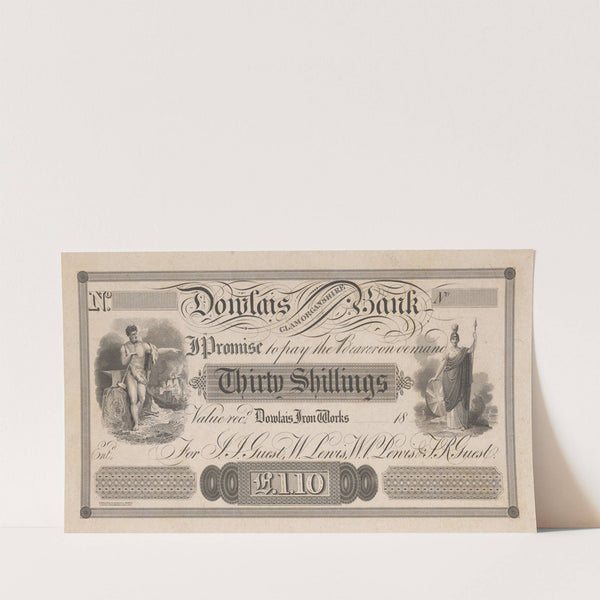 No Dowlais Bank No
GLAMORGANSHIRE
I Promise to pay the Bearer on demand
Thirty Shillings
Value recd. Dowlais Iron Works 18
For J.J. Guest, W. Lewis, W. Lewis & T.R. Guest
Entd.
£1.10